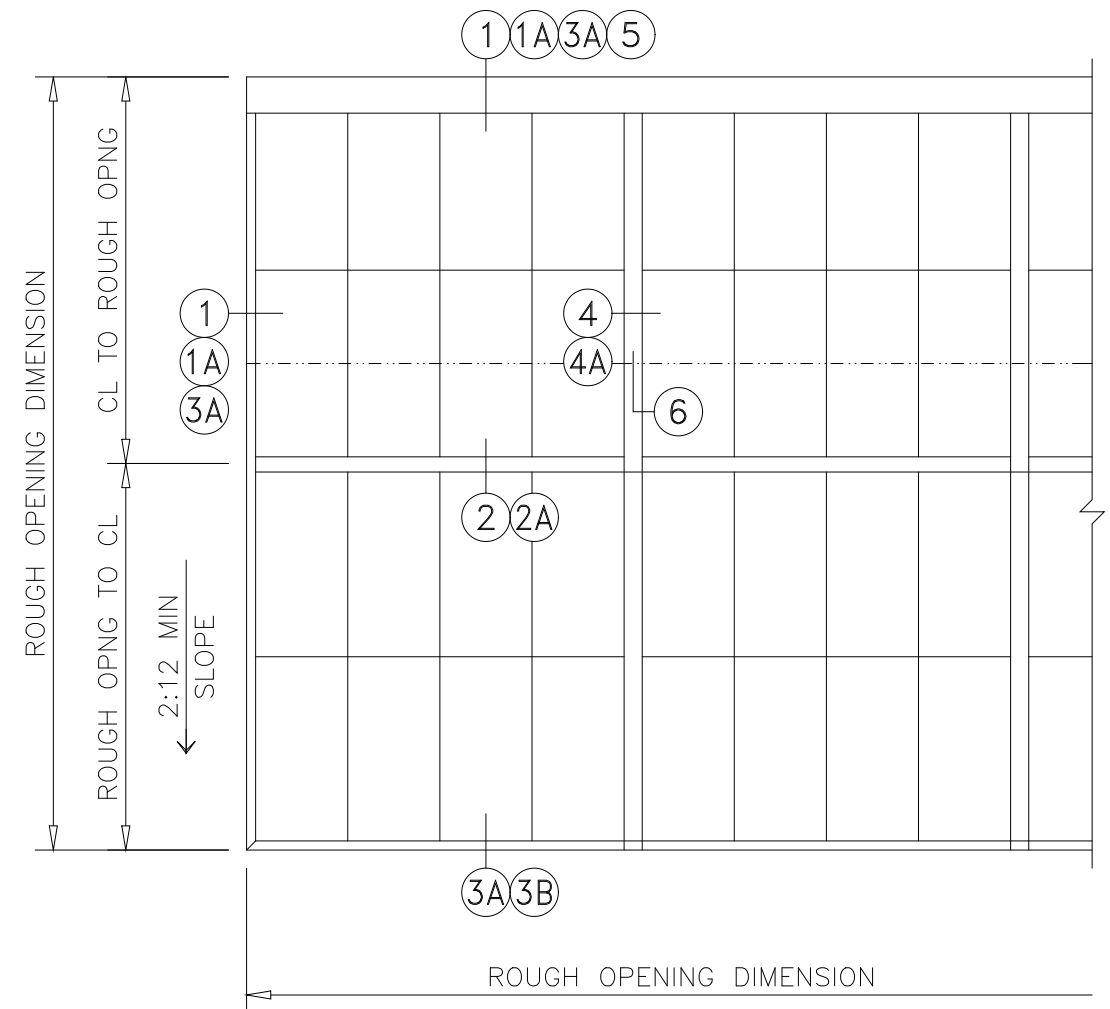 1 1A 3A 5
ROUGH OPENING DIMENSION
CL TO ROUGH OPNG
1
1A
3A
4
4A
6
2 2A
ROUGH OPNG TO CL
2:12 MIN
SLOPE
3A 3B
ROUGH OPENING DIMENSION